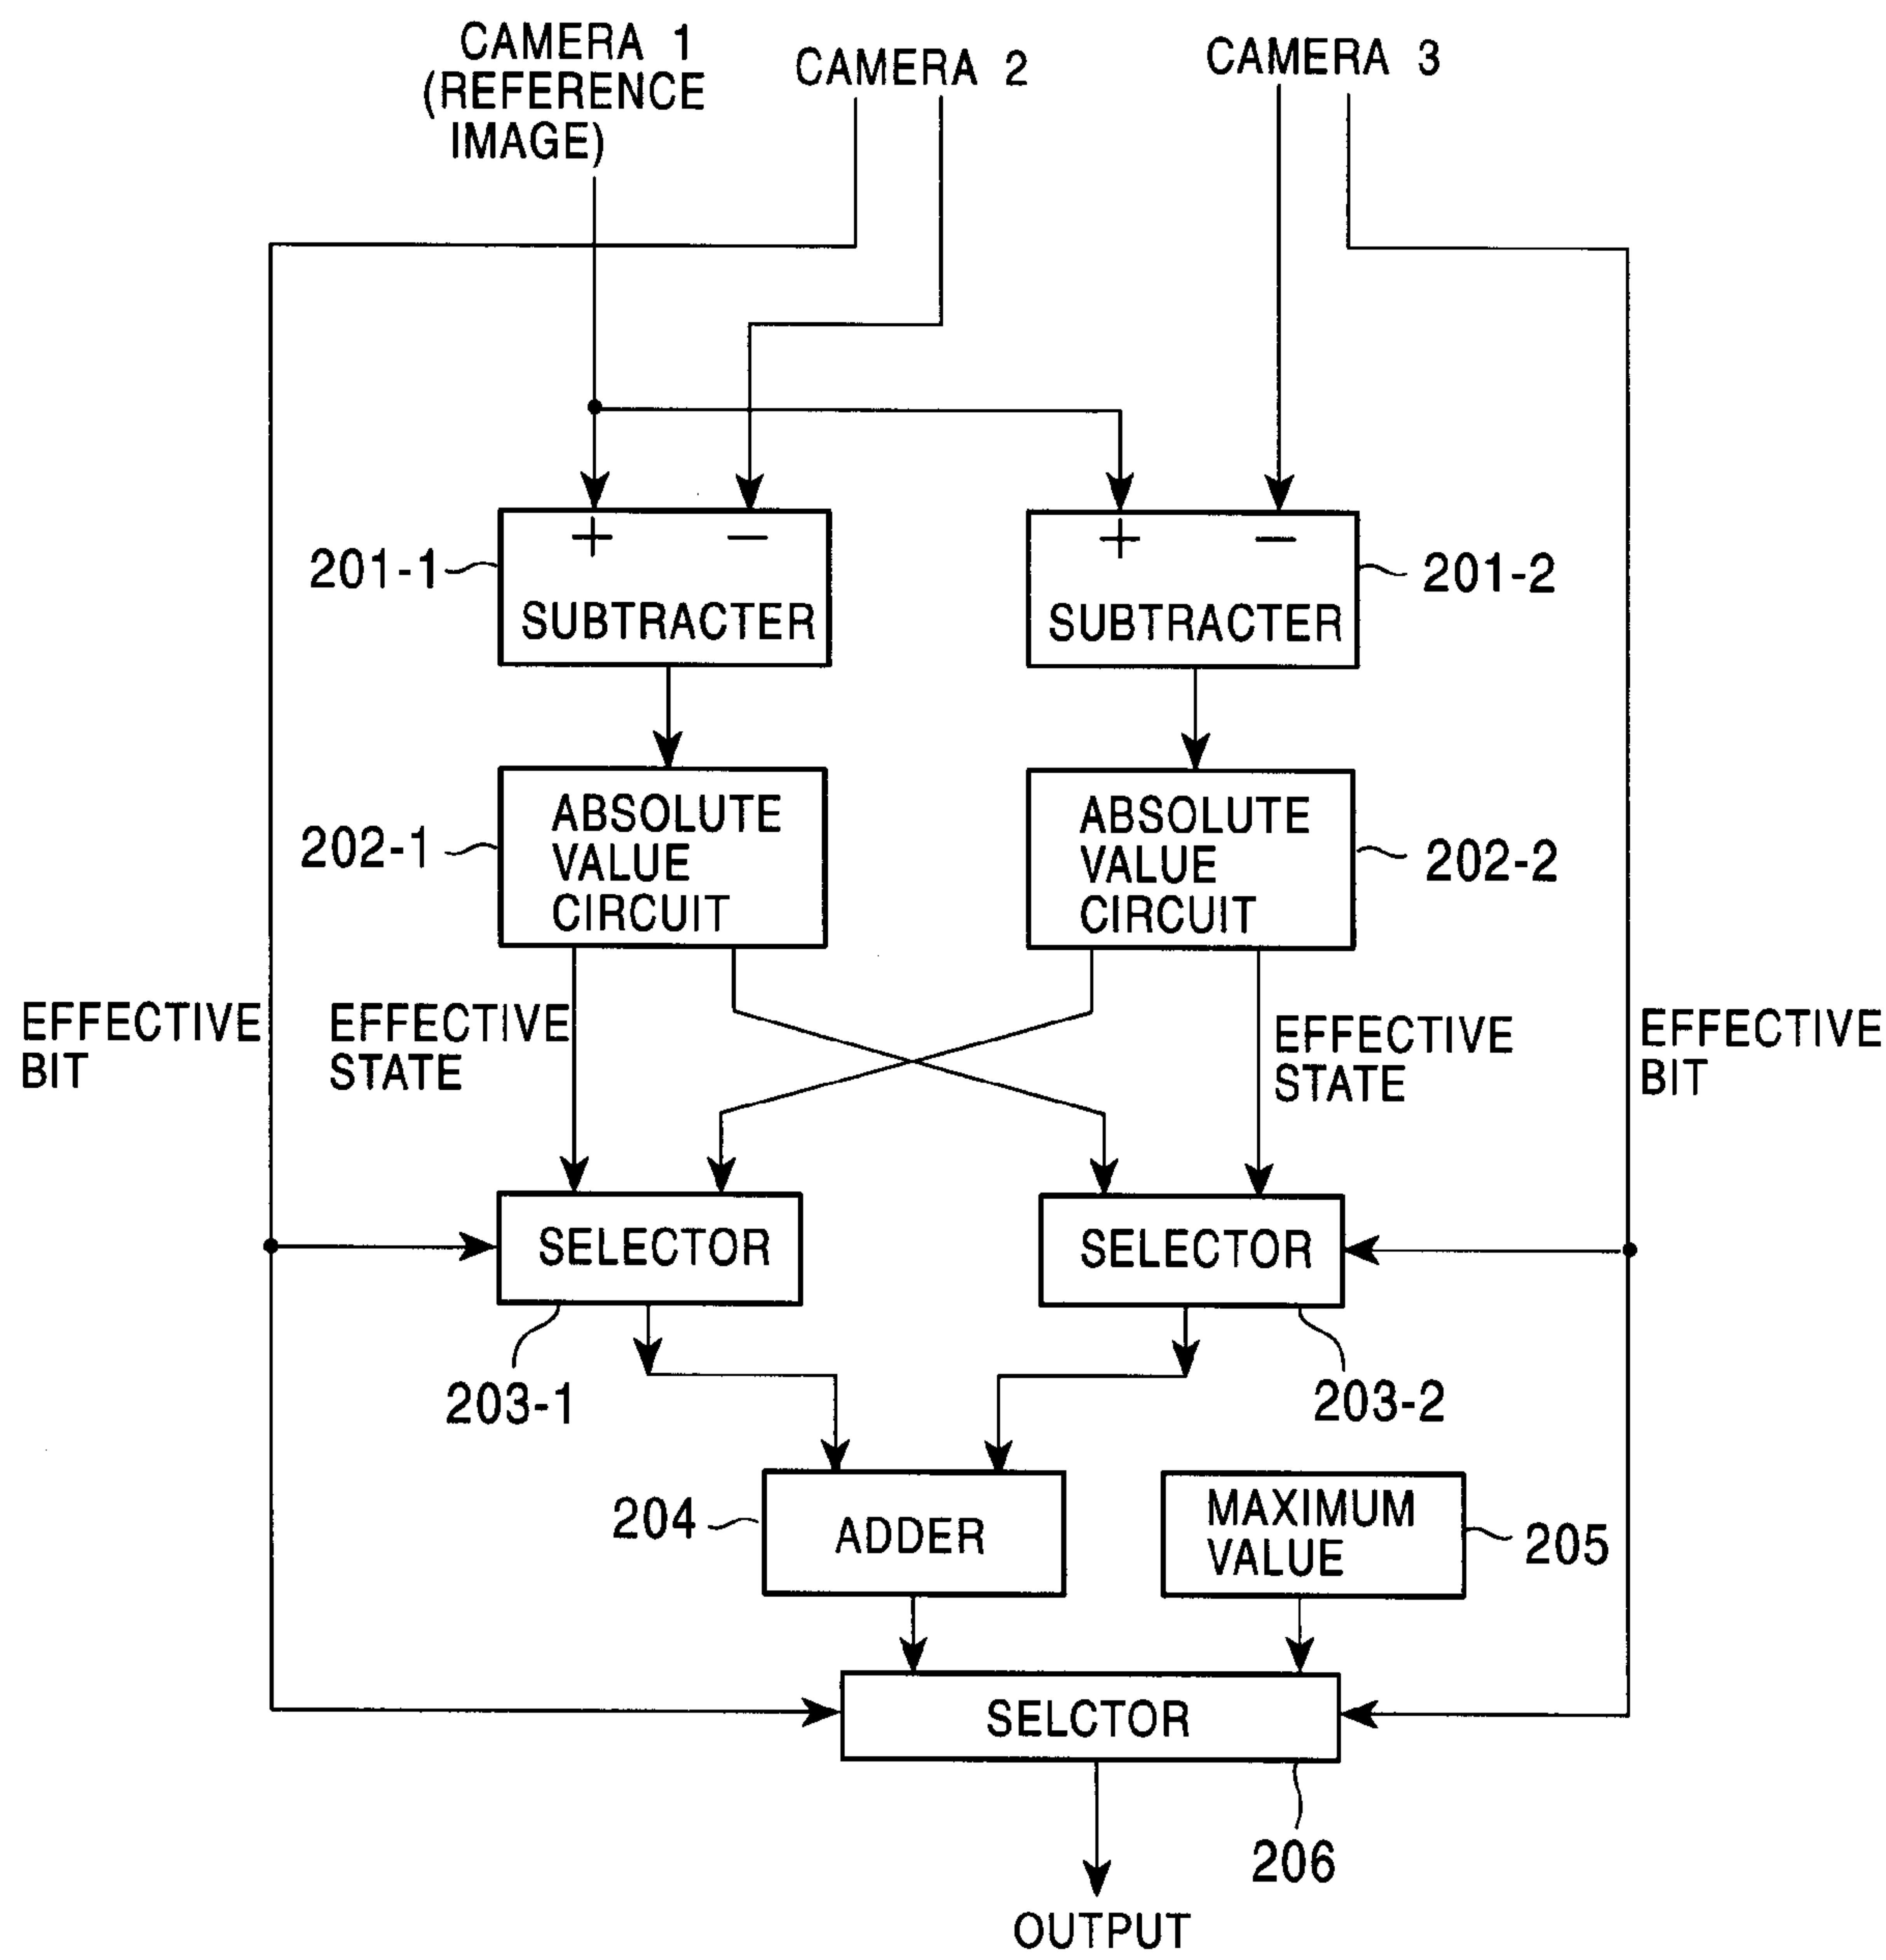 CAMERA 1
(REFERENCE
IMAGE)
CAMERA 2
CAMERA 3
+
−
+
−
201-1
SUBTRACTER
SUBTRACTER
201-2
202-1
ABSOLUTE
VALUE
CIRCUIT
ABSOLUTE
VALUE
CIRCUIT
202-2
EFFECTIVE
BIT
EFFECTIVE
STATE
EFFECTIVE
STATE
EFFECTIVE
BIT
SELECTOR
SELECTOR
203-1
203-2
204
ADDER
MAXIMUM
VALUE
205
SELCTOR
206
OUTPUT